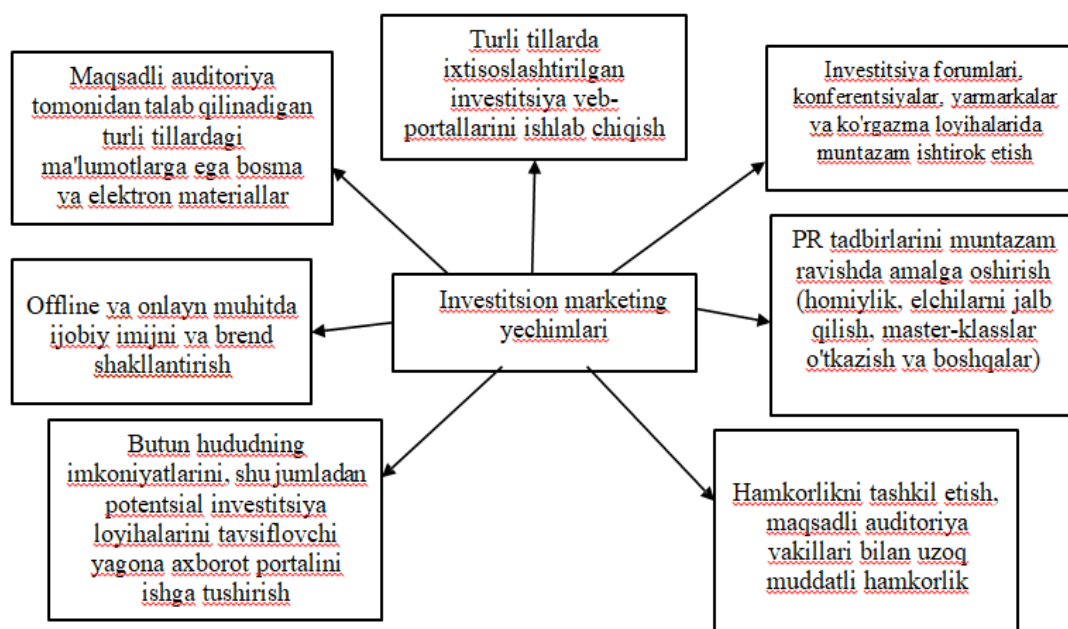 Maqsadli auditoriya
tomonidan talab qilinadigan
turli tillardagi
ma'lumotlarga ega bosma
va elektron materiallar
Turli tillarda
ixtisoslashtirilgan
investitsiya veb-
portallarini ishlab chiqish
Investitsiya forumlari,
konferentsiyalar, yarmarkalar
va ko'rgazma loyihalarida
muntazam ishtirok etish
Offline va onlayn muhitda
ijobiy imijni va brend
shakllantirish
Investitsion marketing
yechimlari
PR tadbirlarini muntazam
ravishda amalga oshirish
(homiylik, elchilarni jalb
qilish, master-klasslar
o'tkazish va boshqalar)
Butun hududning
imkoniyatlarini, shu jumladan
potentsial investitsiya
loyihalarini tavsiflovchi
yagona axborot portalini
ishga tushirish
Hamkorlikni tashkil etish,
maqsadli auditoriya
vakillari bilan uzoq
muddatli hamkorlik